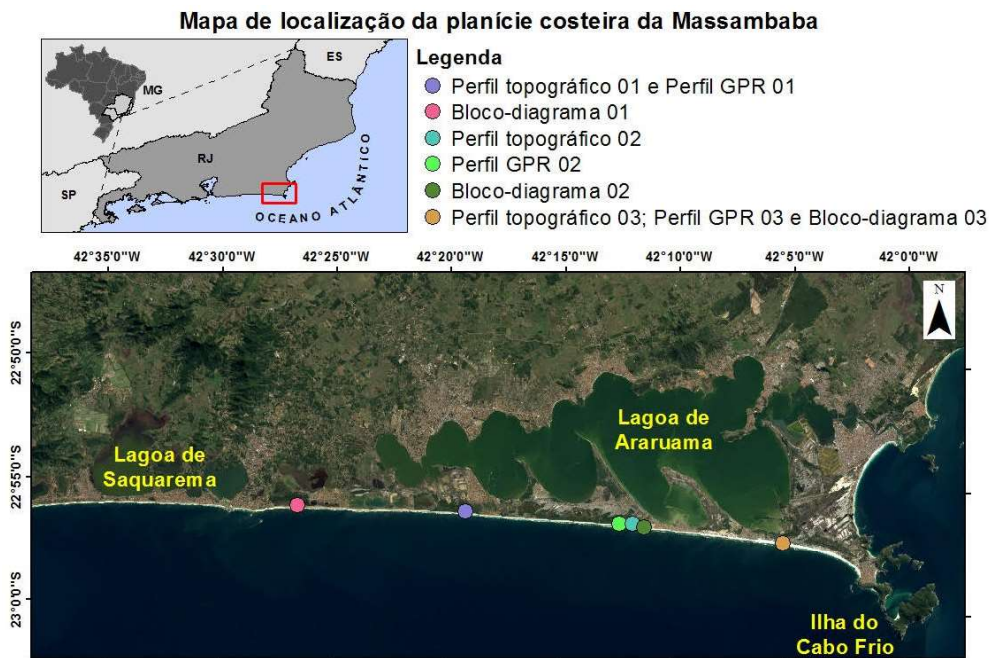 Mapa de localização da planície costeira da Massambaba
ES
MG
RJ
SP
OCEANO ATLÂNTICO
Legenda
Perfil topográfico 01 e Perfil GPR 01
Bloco-diagrama 01
Perfil topográfico 02
Perfil GPR 02
Bloco-diagrama 02
Perfil topográfico 03; Perfil GPR 03 e Bloco-diagrama 03
42°35'0"W 42°30'0"W 42°25'0"W 42°20'0"W 42°15'0"W 42°10'0"W 42°5'0"W 42°0'0"W
N
22°50'0"S
Lagoa de
Araruama
Lagoa de
Saquarema
22°55'0"S
23°0'0"S
Ilha do
Cabo Frio